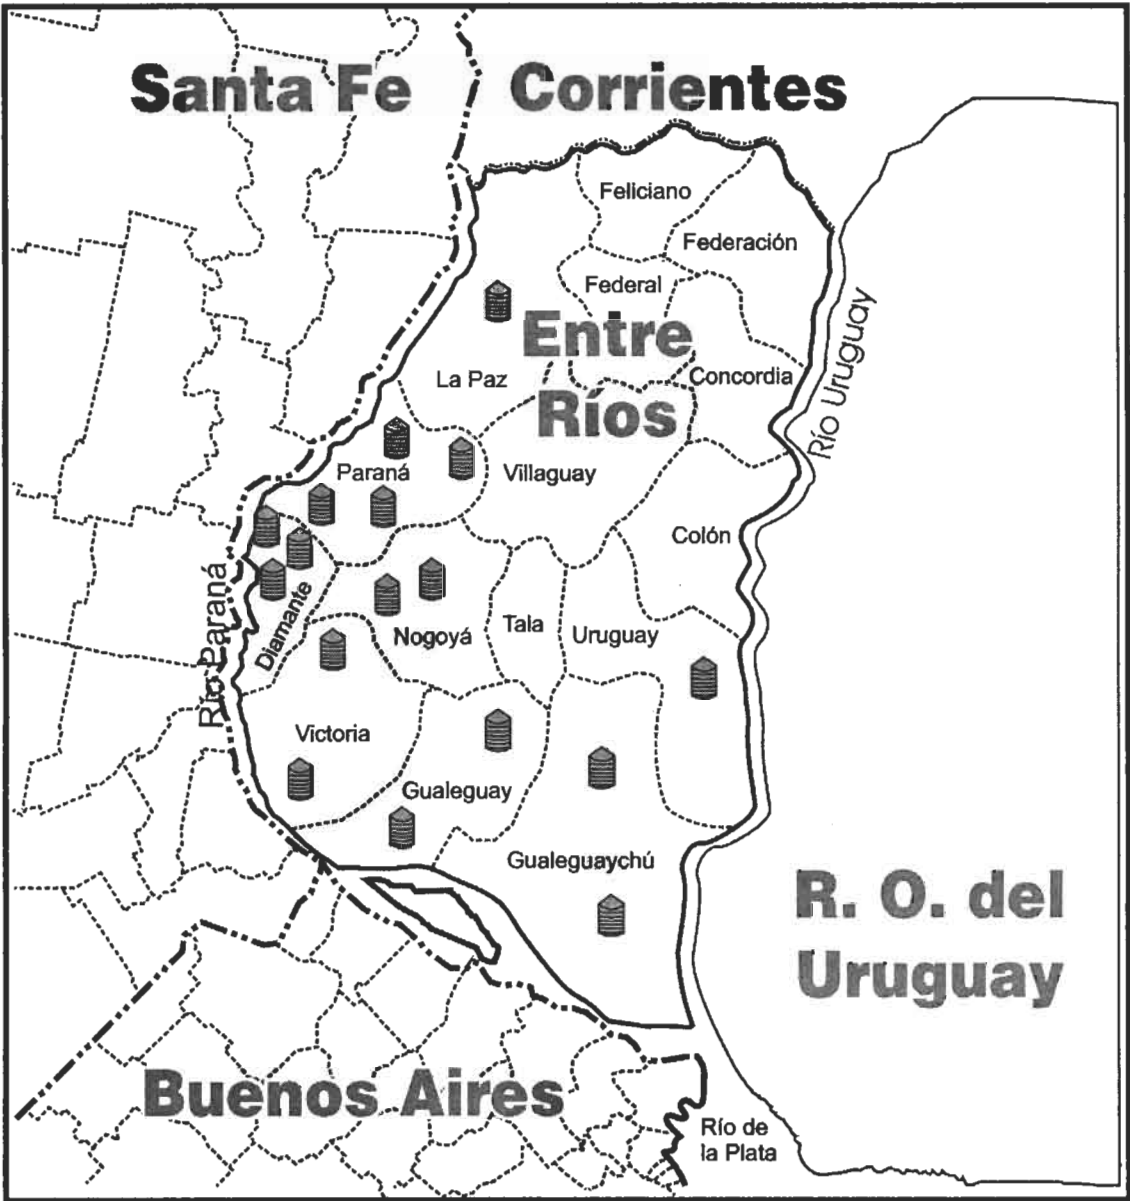 Santa Fe
Corrientes
Feliciano
Federación
Federal
Entre
Ríos
La Paz
Concordia
Río Uruguay
Paraná
Villaguay
Colón
Río Paraná
Diamante
Nogoyá
Tala
Uruguay
Victoria
Gualeguay
Gualeguaychú
R. O. del
Uruguay
Buenos Aires
Río de
la Plata